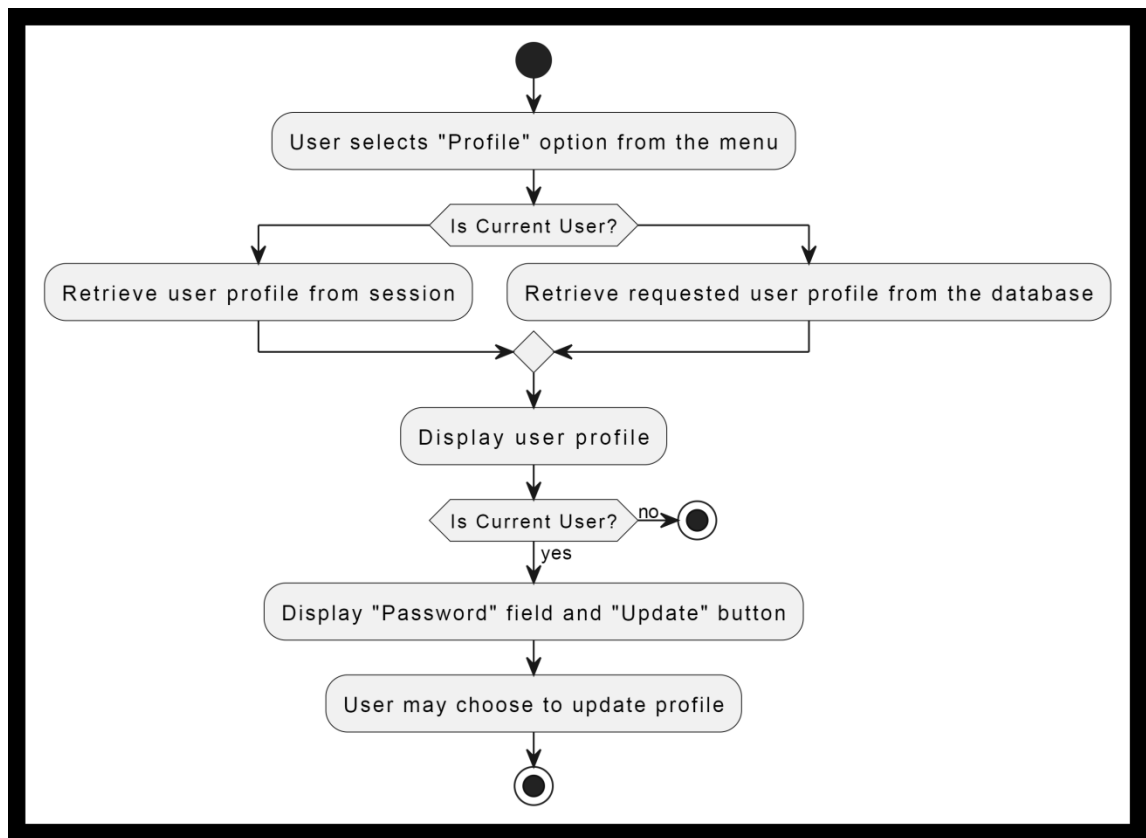 User selects "Profile" option from the menu
Is Current User?
Retrieve user profile from session
Retrieve requested user profile from the database
Display user profile
Is Current User?
no
yes
Display "Password" field and "Update" button
User may choose to update profile